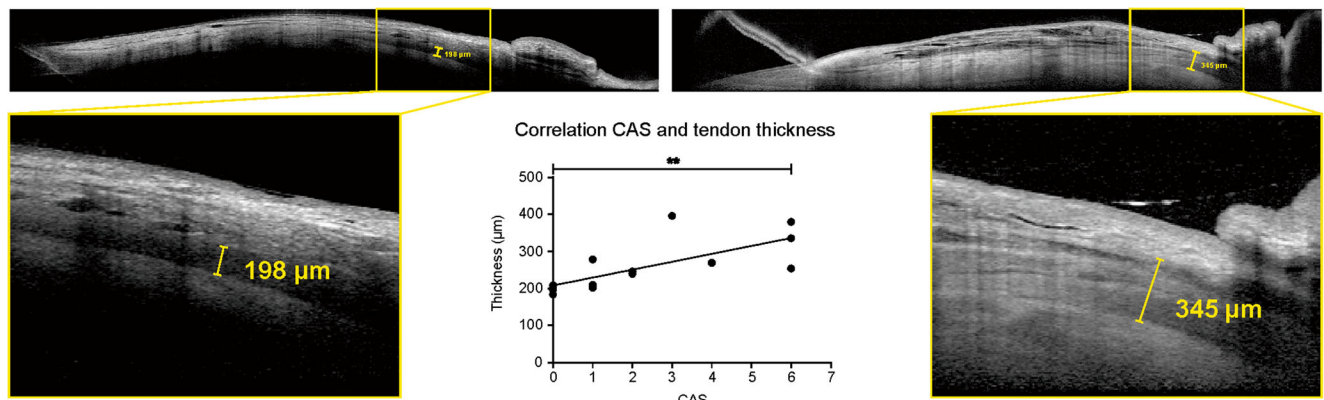 198 µm
345 µm
Correlation CAS and tendon thickness
**
500
400
300
200
100
0
Thickness (µm)
0 1 2 3 4 5 6 7
CAS
198 µm
345 µm